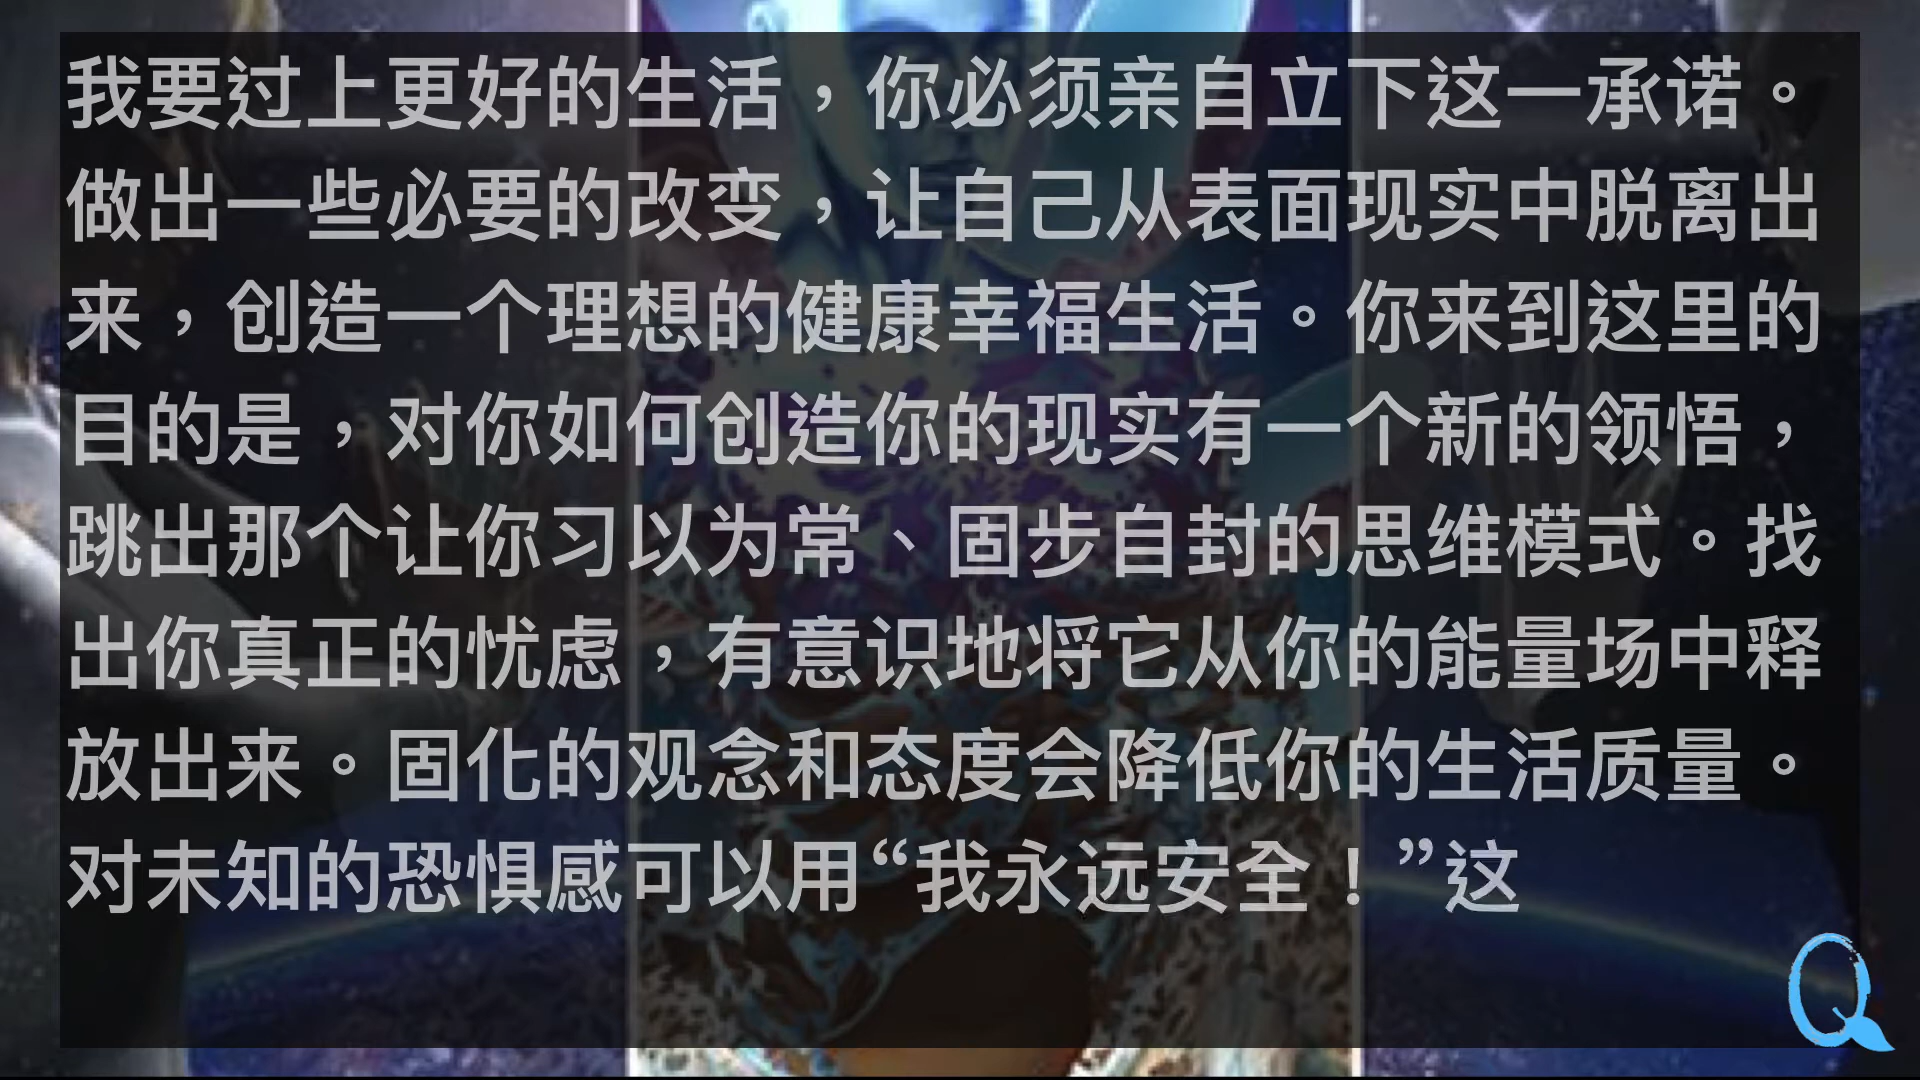 我要过上更好的生活，你必须亲自立下这一承诺。
做出一些必要的改变，让自己从表面现实中脱离出
来，创造一个理想的健康幸福生活。你来到这里的
目的是，对你如何创造你的现实有一个新的领悟，
跳出那个让你习以为常、固步自封的思维模式。找
出你真正的忧虑，有意识地将它从你的能量场中释
放出来。固化的观念和态度会降低你的生活质量。
对未知的恐惧感可以用“我永远安全！”这
Q